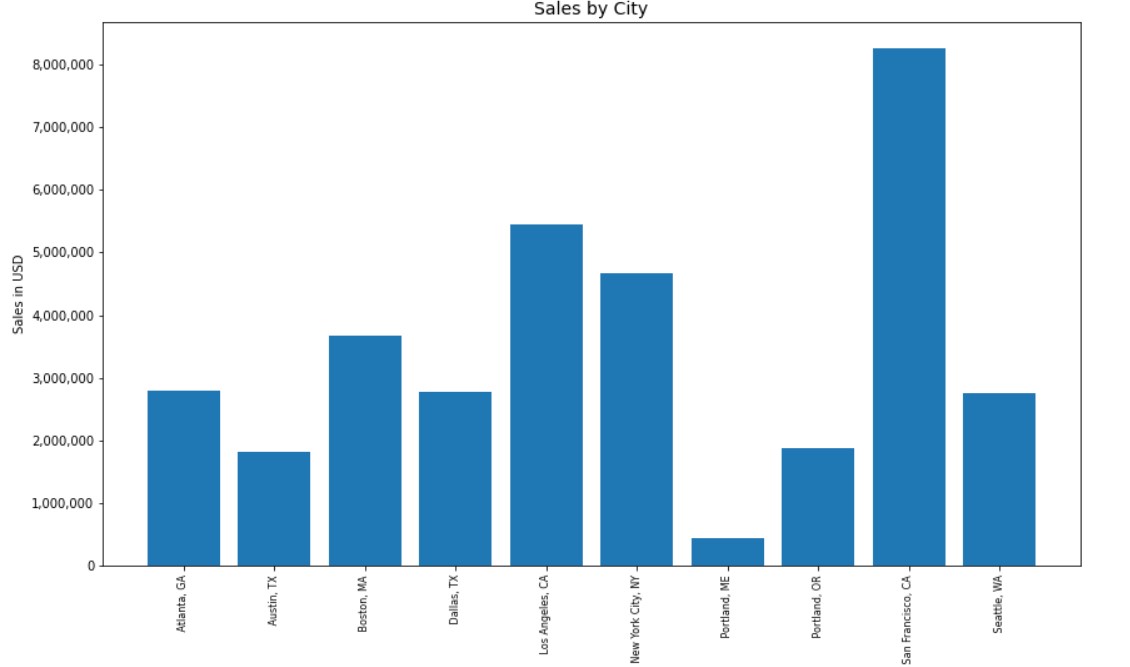 Sales by City
Sales in USD
8,000,000
7,000,000
6,000,000
5,000,000
4,000,000
3,000,000
2,000,000
1,000,000
0
Atlanta, GA
Austin, TX
Boston, MA
Dallas, TX
Los Angeles, CA
New York City, NY
Portland, ME
Portland, OR
San Francisco, CA
Seattle, WA